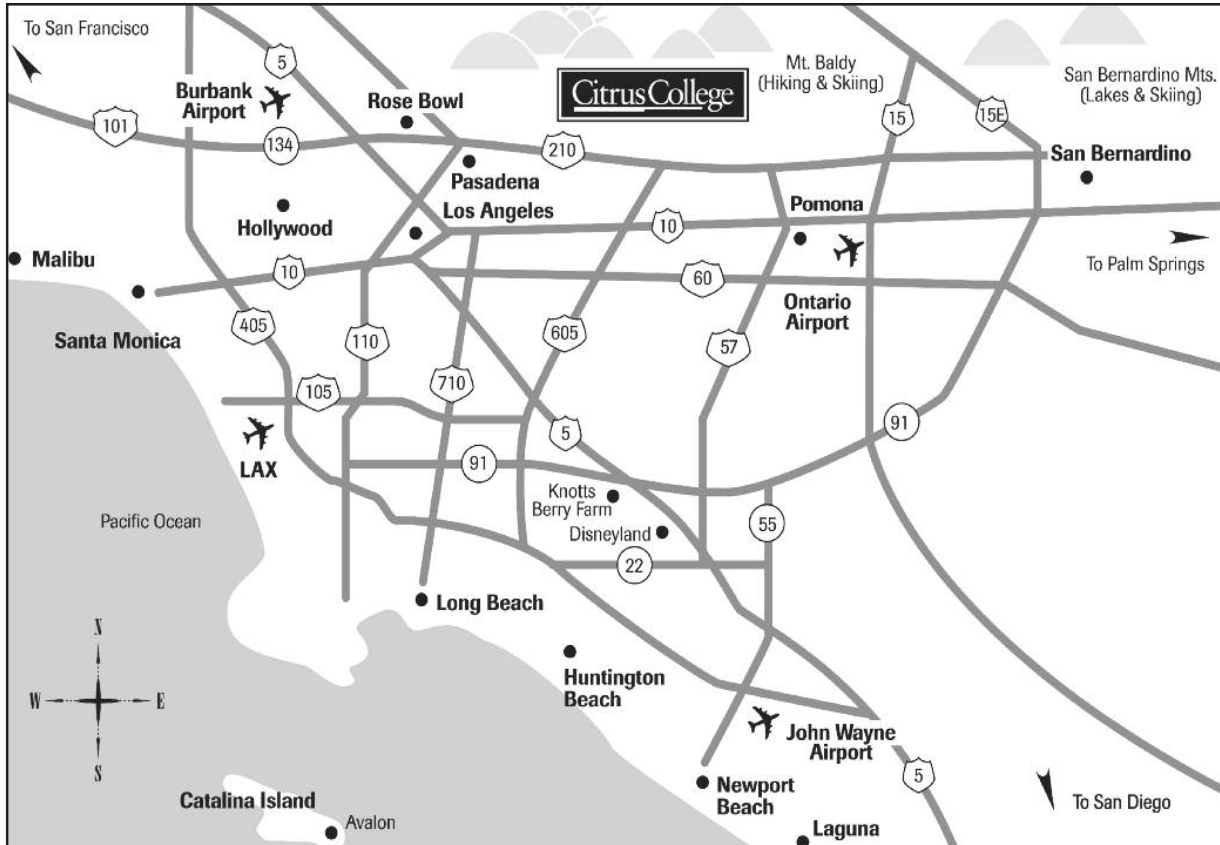 To San Francisco
5
Burbank
Airport
Rose Bowl
Citrus College
Mt. Baldy
(Hiking & Skiing)
San Bernardino Mts.
(Lakes & Skiing)
101
134
210
15
15E
San Bernardino
Pasadena
Los Angeles
Hollywood
Pomona
10
Malibu
10
60
To Palm Springs
Ontario
Airport
Santa Monica
405
110
605
57
105
710
LAX
5
91
91
Knotts
Berry Farm
Disneyland
55
Pacific Ocean
22
Long Beach
N
W
E
S
Huntington
Beach
John Wayne
Airport
5
Newport
Beach
To San Diego
Catalina Island
Avalon
Laguna